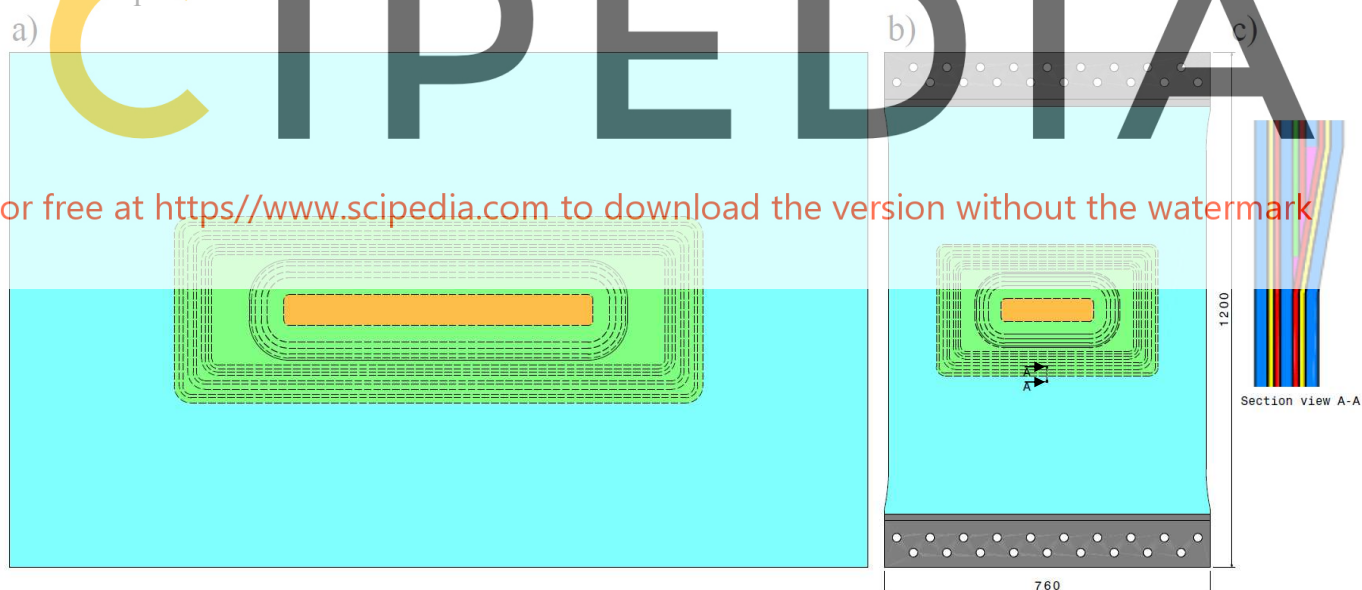 CIPEDIA
a)
b)
c)
or free at https//www.scipedia.com to download the version without the watermark
A
A
1200
Section view A-A
760